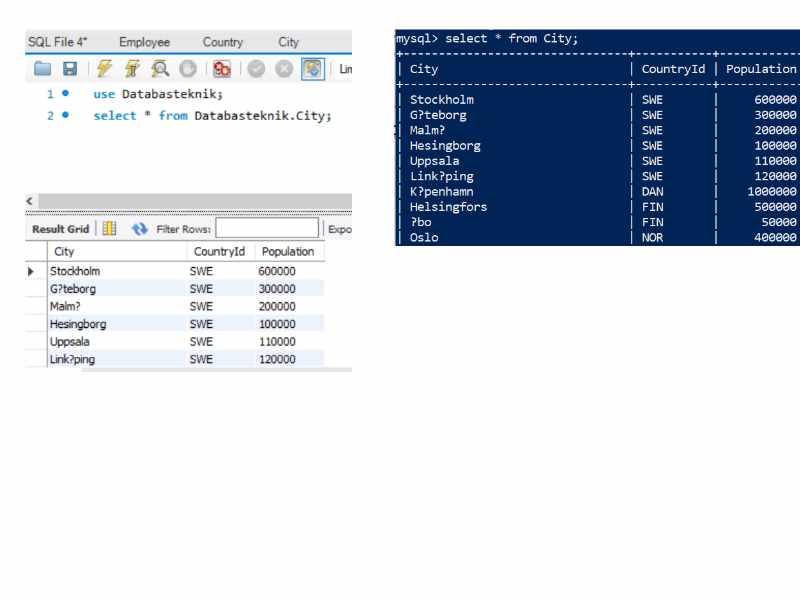 SQL File 4* Employee Country City
Lim
1 use Databasteknik;
2 select * from Databasteknik.City;
Result Grid Filter Rows: Expo
City CountryId Population
Stockholm SWE 600000
G?teborg SWE 300000
Malm? SWE 200000
Hesingborg SWE 100000
Uppsala SWE 110000
Link?ping SWE 120000
mysql> select * from City;
| City | CountryId | Population
| Stockholm | SWE | 600000
| G?teborg | SWE | 300000
| Malm? | SWE | 200000
| Hesingborg | SWE | 100000
| Uppsala | SWE | 110000
| Link?ping | SWE | 120000
| K?penhamn | DAN | 1000000
| Helsingfors | FIN | 500000
| ?bo | FIN | 50000
| Oslo | NOR | 400000